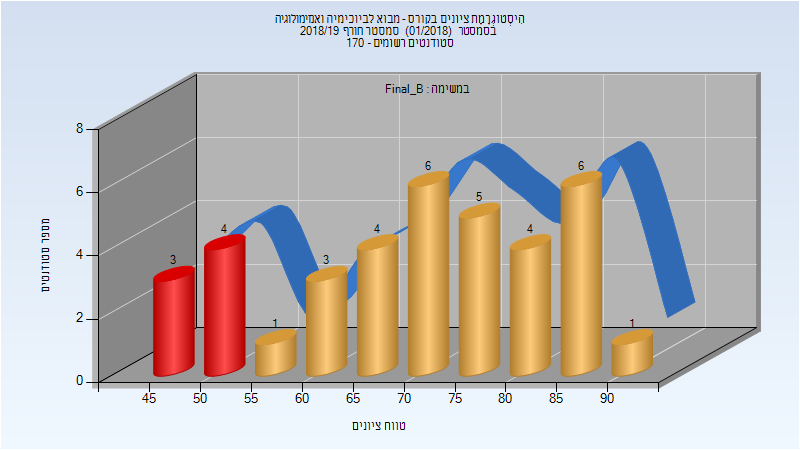 היסטוגרמת ציונים בקורס - מבוא לביוכימיה ואנזימולוגיה
בסמסטר (01/2018) סמסטר חורף 2018/19
סטודנטים רשומים - 170
במשימה : Final_B
מספר סטודנטים
8
6
4
2
0
3
4
1
3
4
6
5
4
6
1
45 50 55 60 65 70 75 80 85 90
טווח ציונים